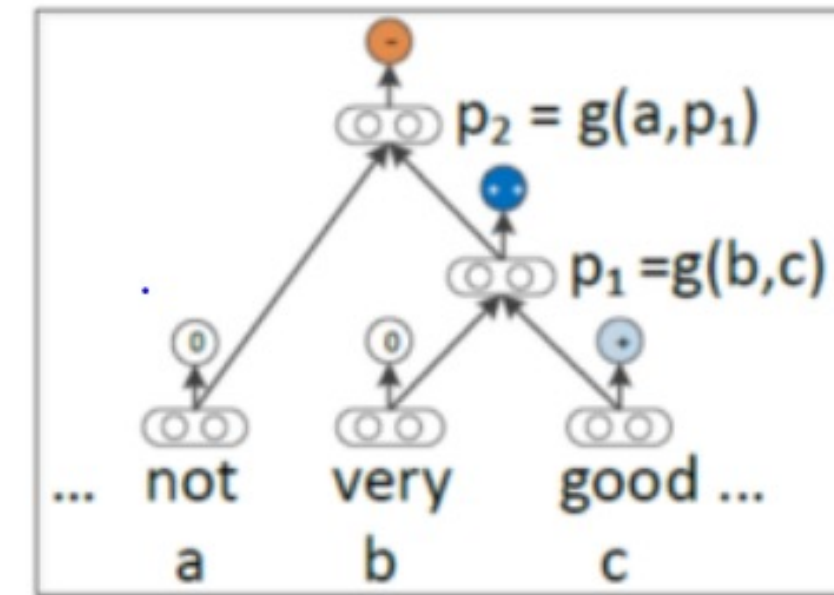 -
p₂ = g(a,p₁)
++
p₁ =g(b,c)
0 0 +
... not very good ...
a b c